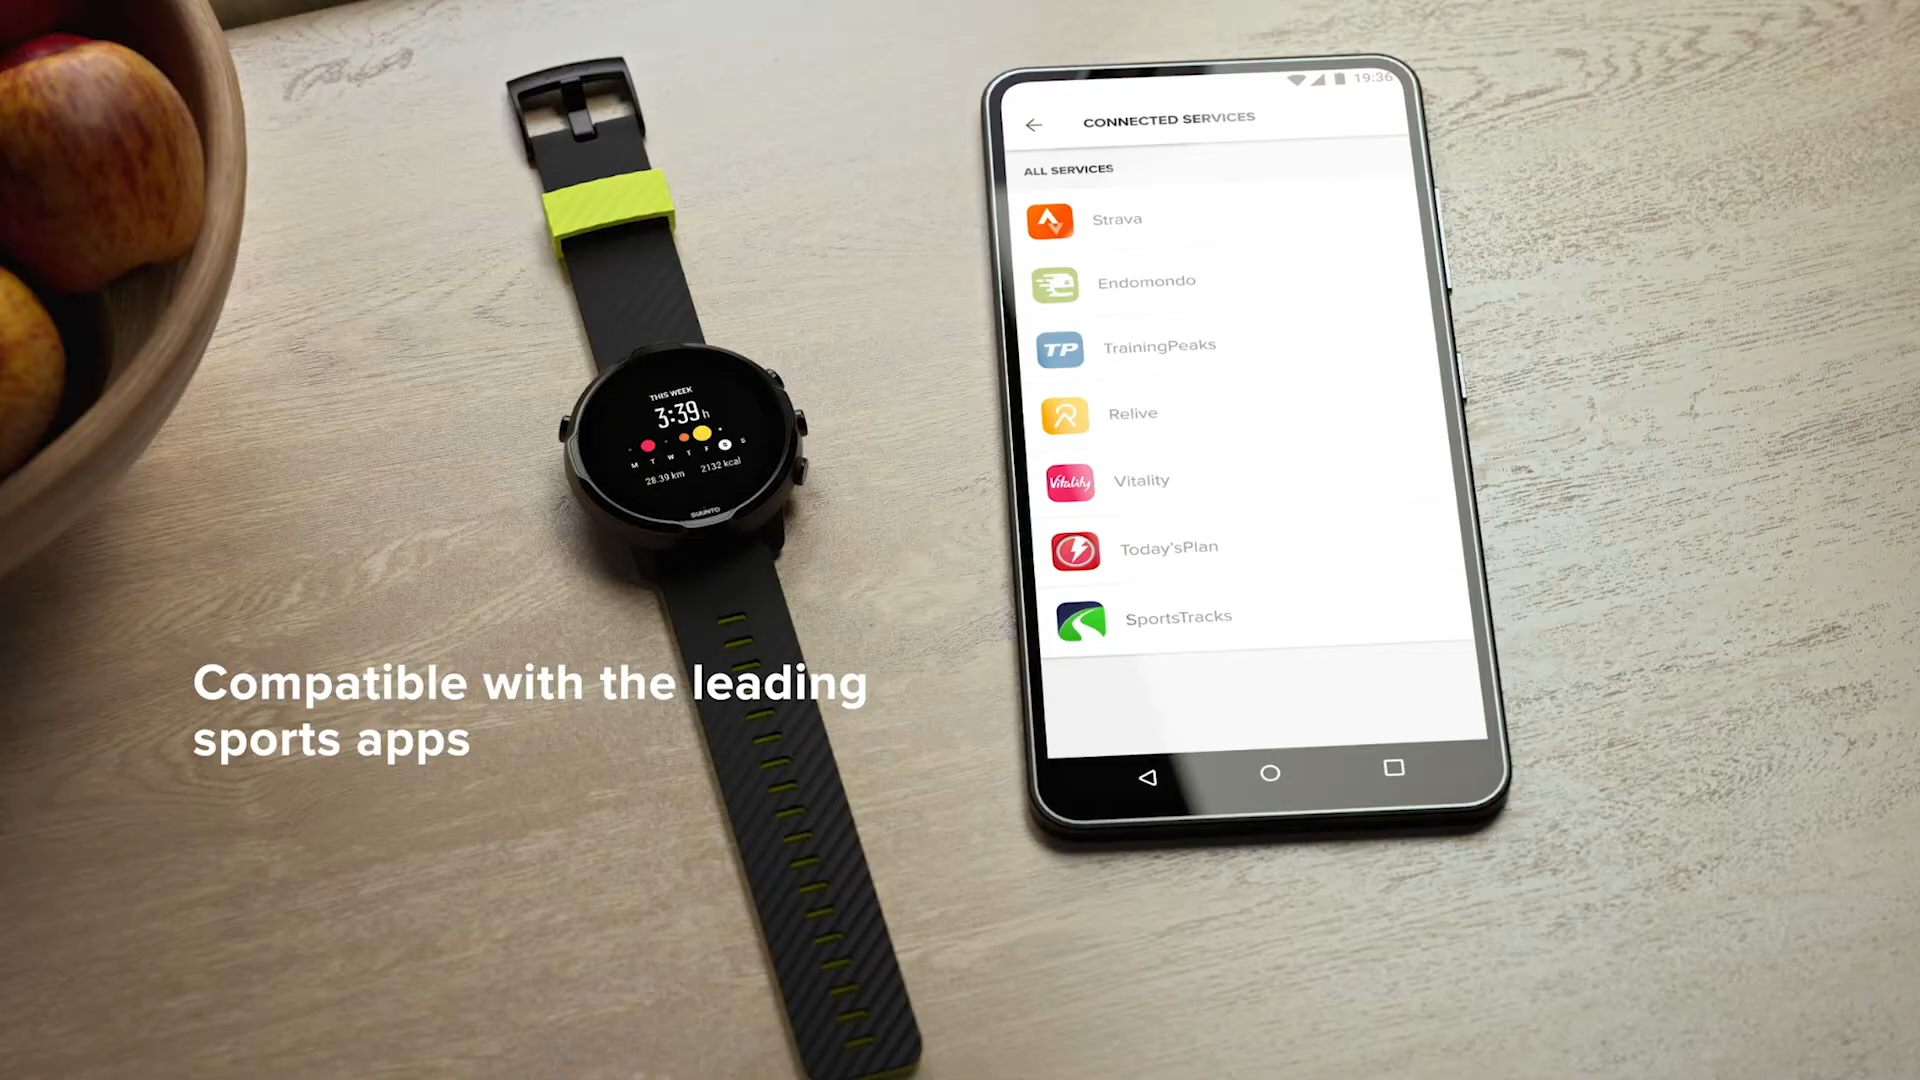 THIS WEEK
3:39 h
M T W T F S S
28.39 km 2132 kcal
SUUNTO
Compatible with the leading
sports apps
19:36
CONNECTED SERVICES
ALL SERVICES
Strava
Endomondo
TP TrainingPeaks
Relive
Vitality Vitality
Today'sPlan
SportsTracks